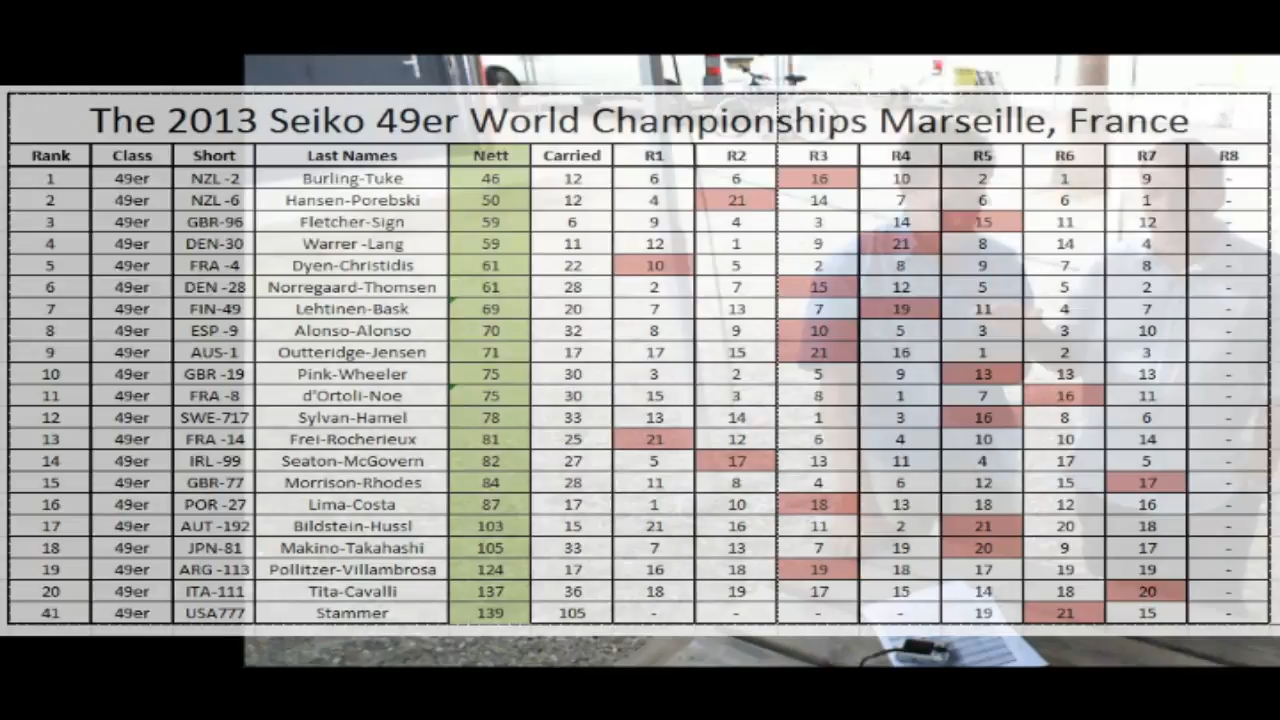 The 2013 Seiko 49er World Championships Marseille, France
Rank Class Short Last Names Nett Carried R1 R2 R3 R4 R5 R6 R7 R8
1 49er NZL -2 Burling-Tuke 46 12 6 6 16 10 2 1 9 -
2 49er NZL -6 Hansen-Porebski 50 12 4 21 14 7 6 6 1 -
3 49er GBR-96 Fletcher-Sign 59 6 9 4 3 14 15 11 12 -
4 49er DEN-30 Warrer -Lang 59 11 12 1 9 21 8 14 4 -
5 49er FRA -4 Dyen-Christidis 61 22 10 5 2 8 9 7 8 -
6 49er DEN -28 Norregaard-Thomsen 61 28 2 7 15 12 5 5 2 -
7 49er FIN-49 Lehtinen-Bask 69 20 7 13 7 19 11 4 7 -
8 49er ESP -9 Alonso-Alonso 70 32 8 9 10 5 3 3 10 -
9 49er AUS-1 Outteridge-Jensen 71 17 17 15 21 16 1 2 3 -
10 49er GBR -19 Pink-Wheeler 75 30 3 2 5 9 13 13 13 -
11 49er FRA -8 d'Ortoli-Noe 75 30 15 3 8 1 7 16 11 -
12 49er SWE-717 Sylvan-Hamel 78 33 13 14 1 3 16 8 6 -
13 49er FRA -14 Frei-Rocherieux 81 25 21 12 6 4 10 10 14 -
14 49er IRL -99 Seaton-McGovern 82 27 5 17 13 11 4 17 5 -
15 49er GBR-77 Morrison-Rhodes 84 28 11 8 4 6 12 15 17 -
16 49er POR -27 Lima-Costa 87 17 1 10 18 13 18 12 16 -
17 49er AUT -192 Bildstein-Hussl 103 15 21 16 11 2 21 20 18 -
18 49er JPN-81 Makino-Takahashi 105 33 7 13 7 19 20 9 17 -
19 49er ARG -113 Pollitzer-Villambrosa 124 17 16 18 19 18 17 19 19 -
20 49er ITA-111 Tita-Cavalli 137 36 18 19 17 15 14 18 20 -
41 49er USA777 Stammer 139 105 - - - - 19 21 15 -